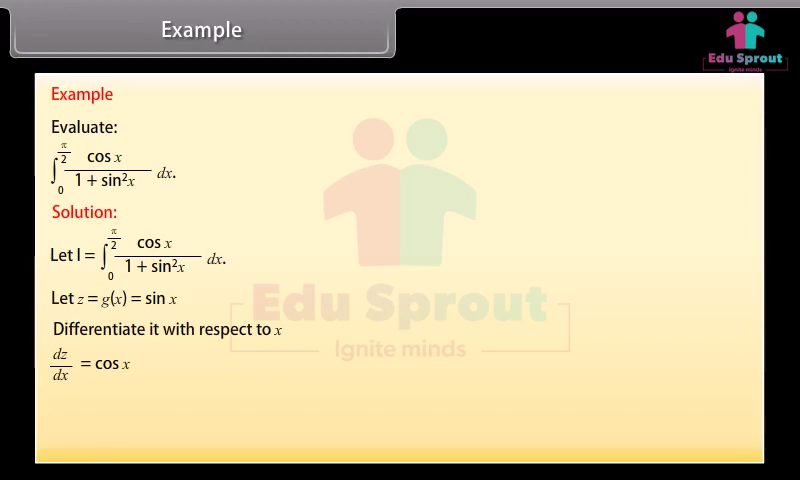 Example
Edu Sprout
Ignite minds
Example
Evaluate:
∫₀^(π/2) cos x / (1 + sin²x) dx.
Solution:
Let I = ∫₀^(π/2) cos x / (1 + sin²x) dx.
Let z = g(x) = sin x
Edu Sprout
Differentiate it with respect to x
Ignite minds
dz/dx = cos x